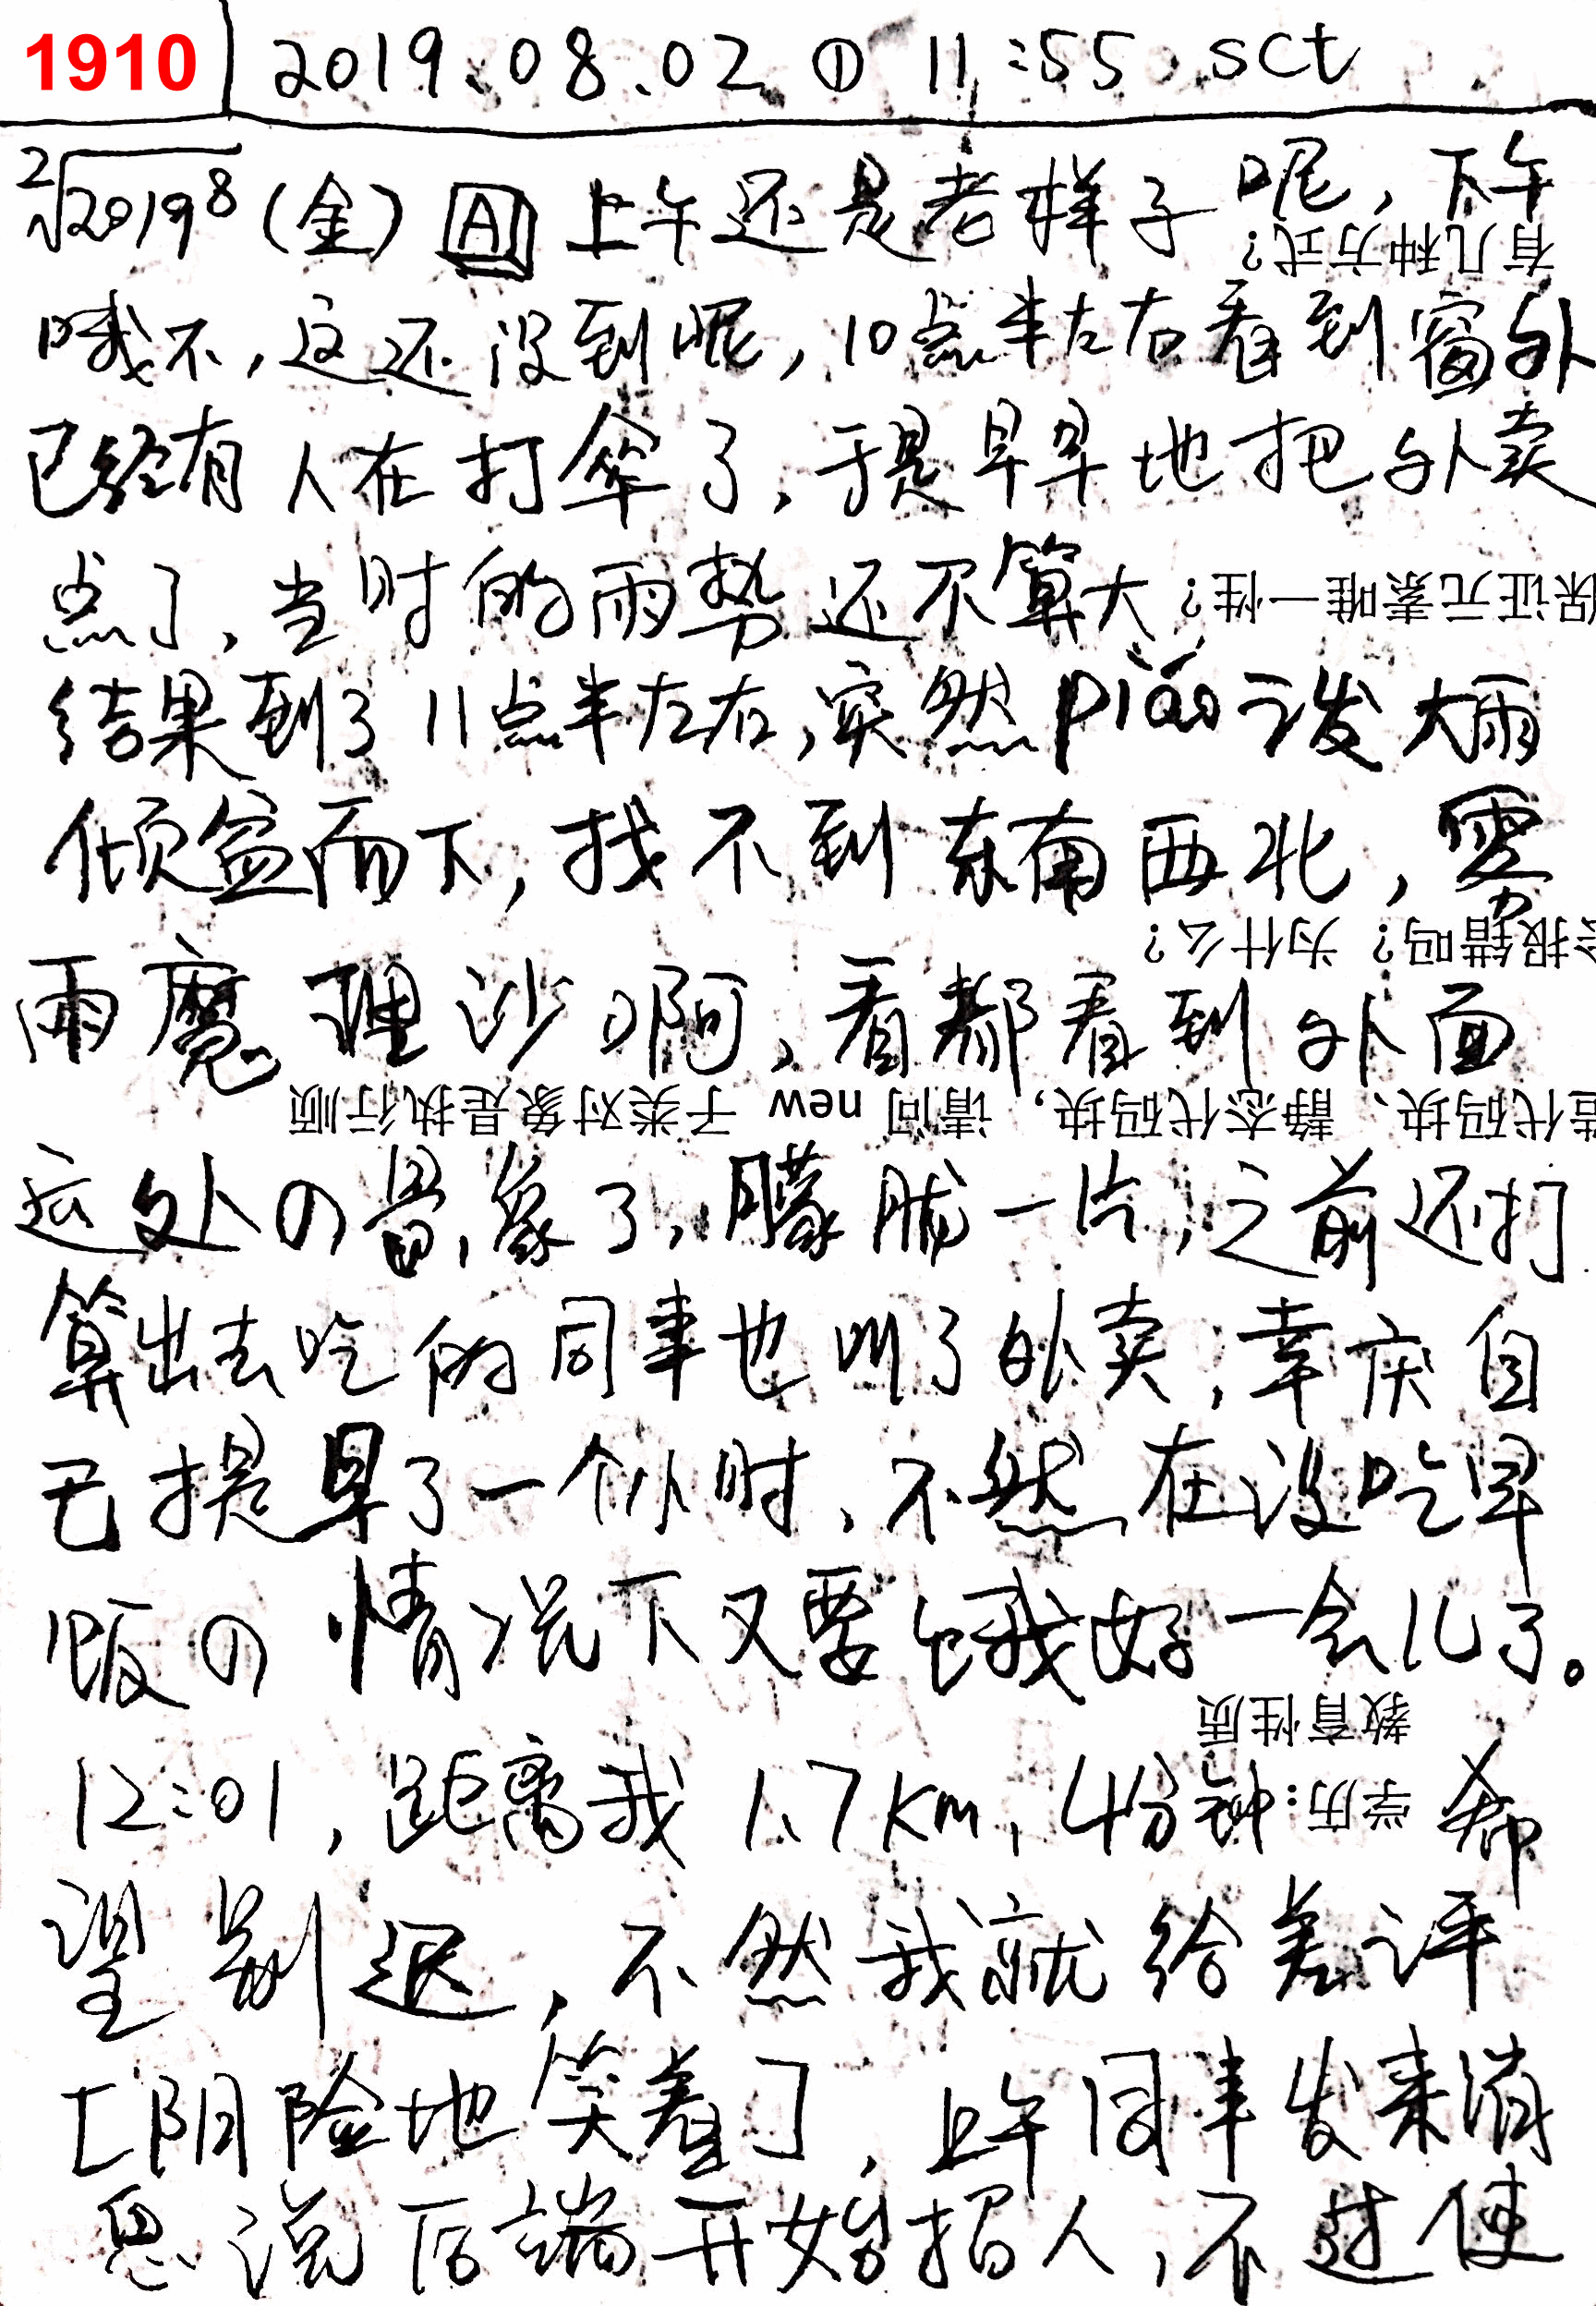 1910 2019.08.02 ① 11:55 sct
²√2019⁸ (金) A 上午还是老样子呢，下午
有几种方式？
哦不，这还没到呢，10点半左右看到窗外
已经有人在打伞了，于是早早地把外卖
点了，当时的雨势还不算大
保证元素唯一性？
结果到了11点半左右，突然piāo泼大雨
倾盆而下，找不到东南西北，雾
会报错吗？为什么？
雨魔理沙啊，看都看到外面
造代码块、静态代码块，请问 new 子类对象是执行顺
远处の景象了，朦胧一片，之前还打
算出去吃的同事也叫了外卖，幸庆自
己提早了一个小时，不然在没吃早
饭の情况下又要饿好一会儿了。
教育性质
12:01，距离我1.7km，4分钟，希
学历：
望别迟，不然我就给差评
[阴险地笑着]，上午同事发来消
息说后端开始招人，不过使